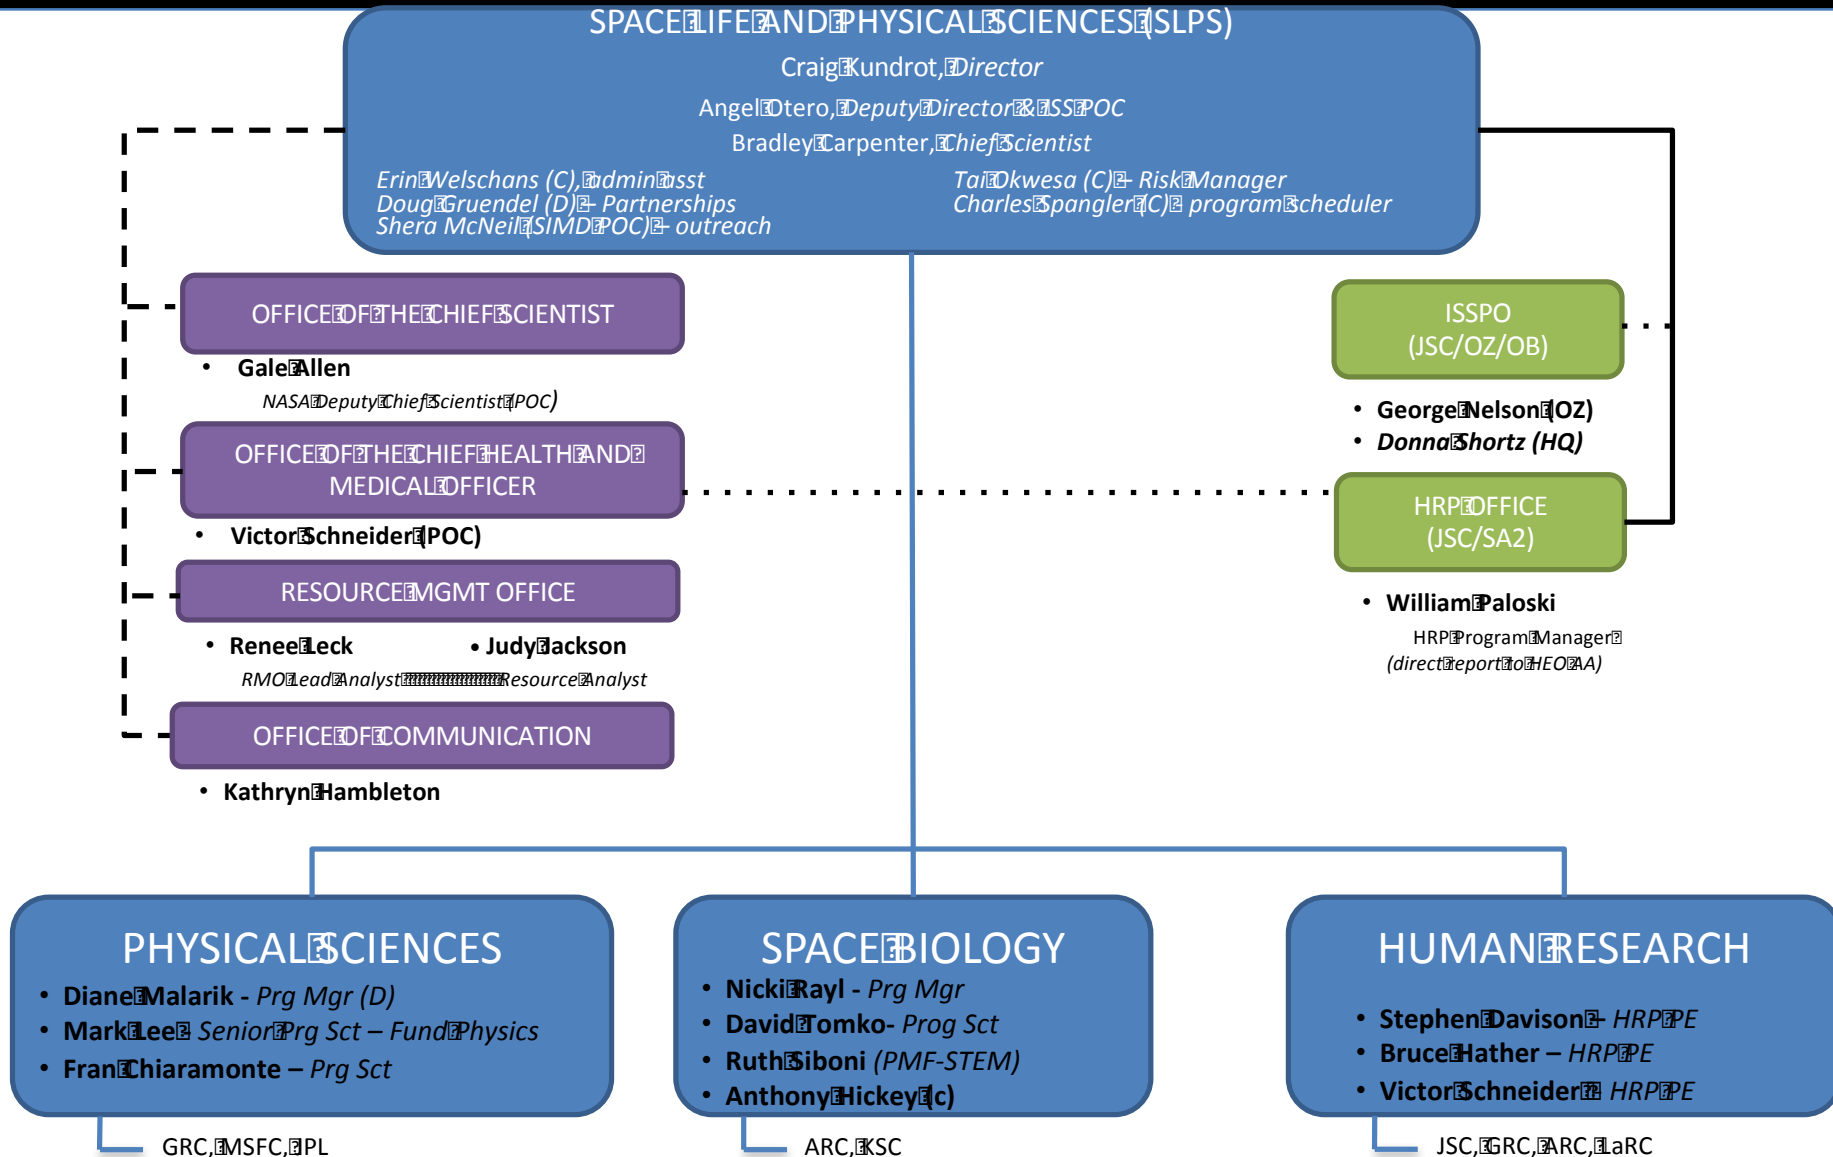 SPACE LIFE AND PHYSICAL SCIENCES (SLPS)
Craig Kundrot, Director
Angel Otero, Deputy Director & ISS POC
Bradley Carpenter, Chief Scientist
Erin Welschans (C), admin asst
Doug Gruendel (D) – Partnerships
Shera McNeil (SIMD POC) – outreach
Tai Okwesa (C) – Risk Manager
Charles Spangler (C) program scheduler
OFFICE OF THE CHIEF SCIENTIST
• Gale Allen
NASA Deputy Chief Scientist (POC)
OFFICE OF THE CHIEF HEALTH AND
MEDICAL OFFICER
• Victor Schneider (POC)
RESOURCE MGMT OFFICE
• Renee Leck • Judy Jackson
RMO Lead Analyst Resource Analyst
OFFICE OF COMMUNICATION
• Kathryn Hambleton
ISSPO
(JSC/OZ/OB)
• George Nelson (OZ)
• Donna Shortz (HQ)
HRP OFFICE
(JSC/SA2)
• William Paloski
HRP Program Manager
(direct report to HEO AA)
PHYSICAL SCIENCES
• Diane Malarik - Prg Mgr (D)
• Mark Lee - Senior Prg Sct – Fund Physics
• Fran Chiaramonte – Prg Sct
GRC, MSFC, JPL
SPACE BIOLOGY
• Nicki Rayl - Prg Mgr
• David Tomko- Prog Sct
• Ruth Siboni (PMF-STEM)
• Anthony Hickey (c)
ARC, KSC
HUMAN RESEARCH
• Stephen Davison – HRP PE
• Bruce Hather – HRP PE
• Victor Schneider – HRP PE
JSC, GRC, ARC, LaRC